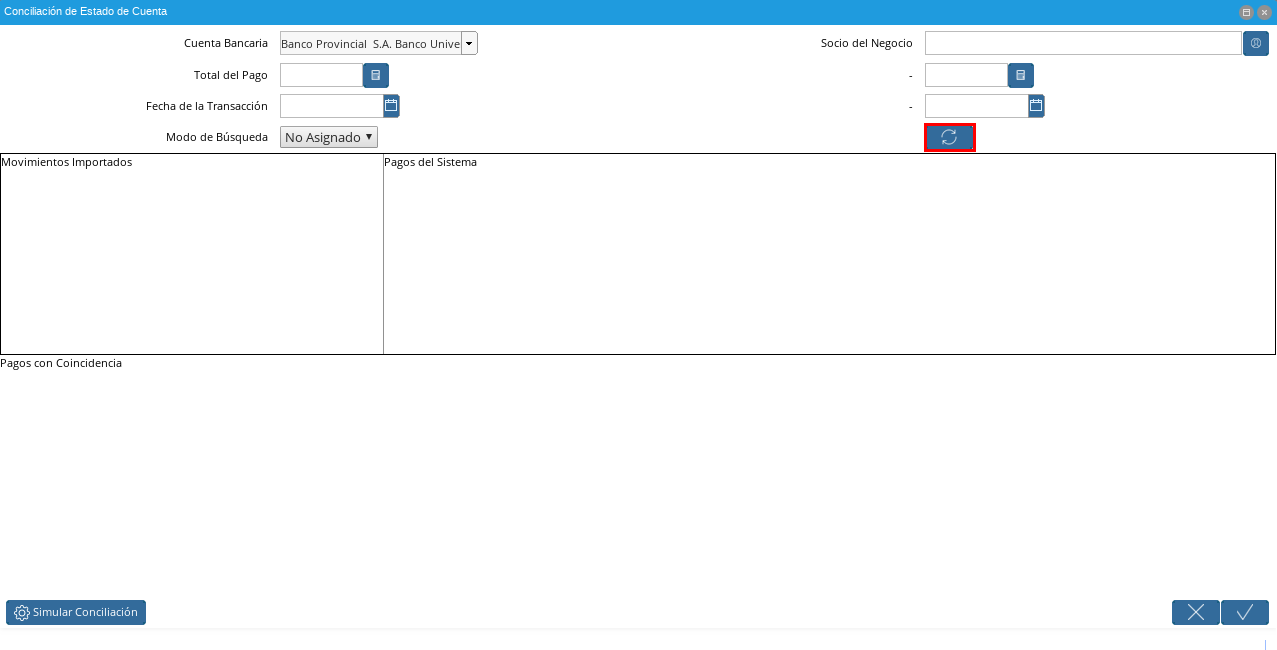 Conciliación de Estado de Cuenta
Cuenta Bancaria Banco Provincial S.A. Banco Unive Socio del Negocio
Total del Pago -
Fecha de la Transacción -
Modo de Búsqueda No Asignado
Movimientos Importados Pagos del Sistema
Pagos con Coincidencia
Simular Conciliación